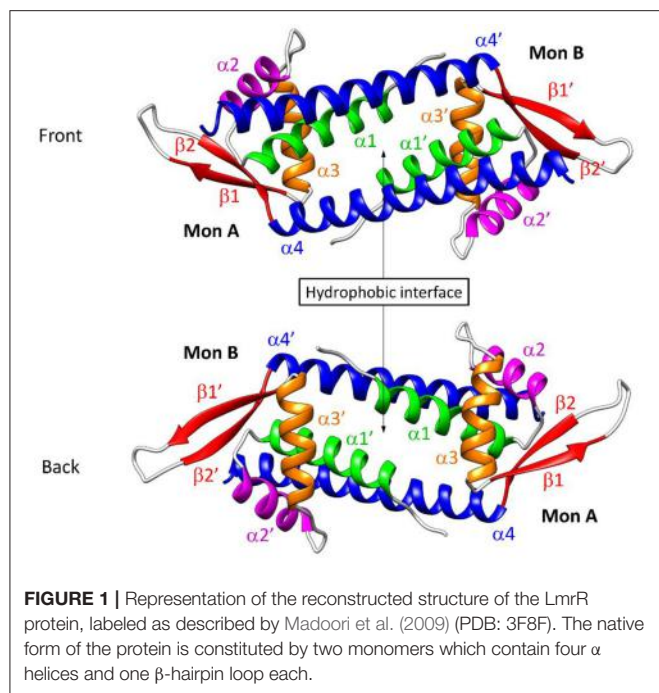 α4'
α2
Mon B
β1'
Front
α3'
α1
α1'
β2
α3
β1
β2'
Mon A
α2'
α4
Hydrophobic interface
α4'
α2
Mon B
β1'
β2
α3'
α1
α1'
α3
Back
β2'
β1
Mon A
α4
α2'
FIGURE 1 | Representation of the reconstructed structure of the LmrR
protein, labeled as described by Madoori et al. (2009) (PDB: 3F8F). The native
form of the protein is constituted by two monomers which contain four α
helices and one β-hairpin loop each.